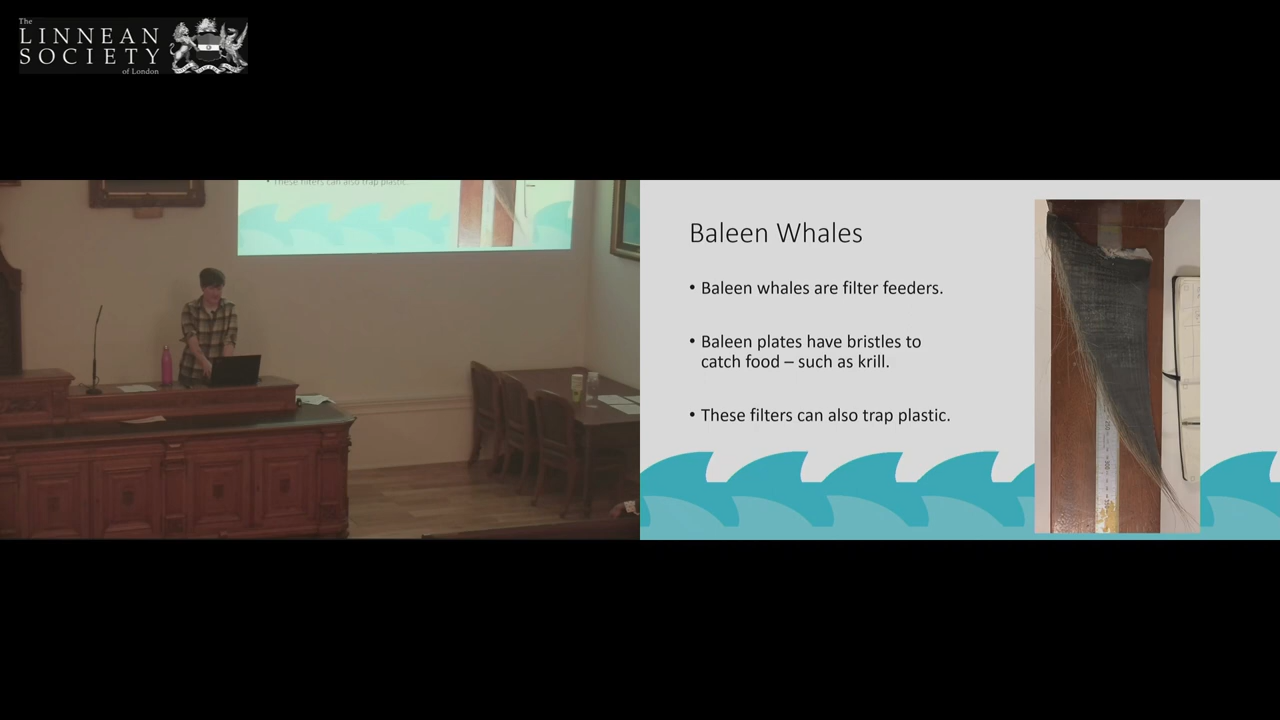 The
LINNEAN
SOCIETY
of London
These filters can also trap plastic.
Baleen Whales
• Baleen whales are filter feeders.
• Baleen plates have bristles to
catch food – such as krill.
• These filters can also trap plastic.